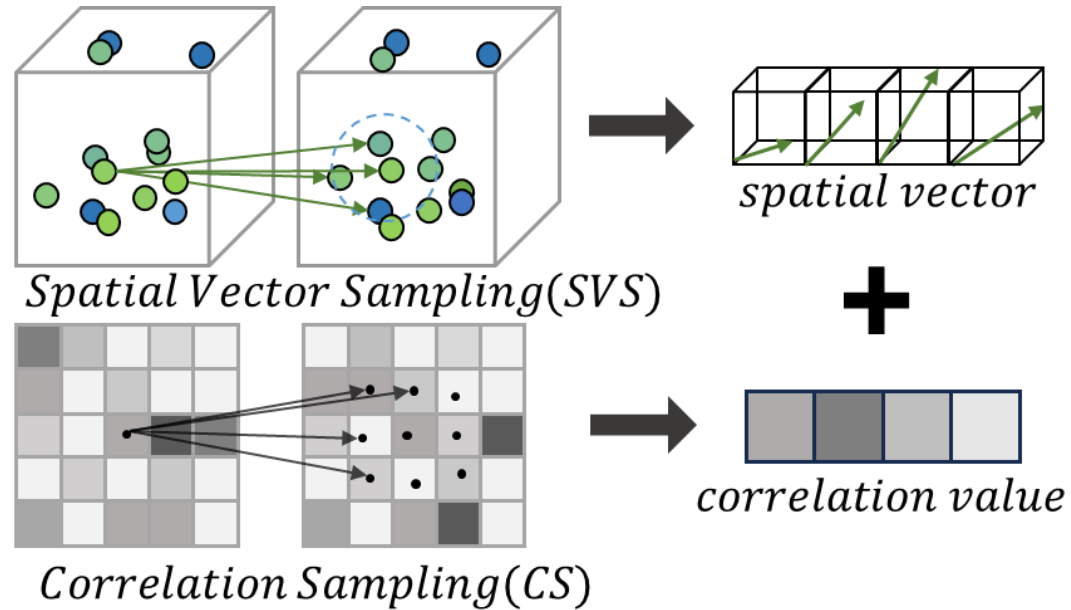 spatial vector
Spatial Vector Sampling(SVS)
correlation value
Correlation Sampling(CS)